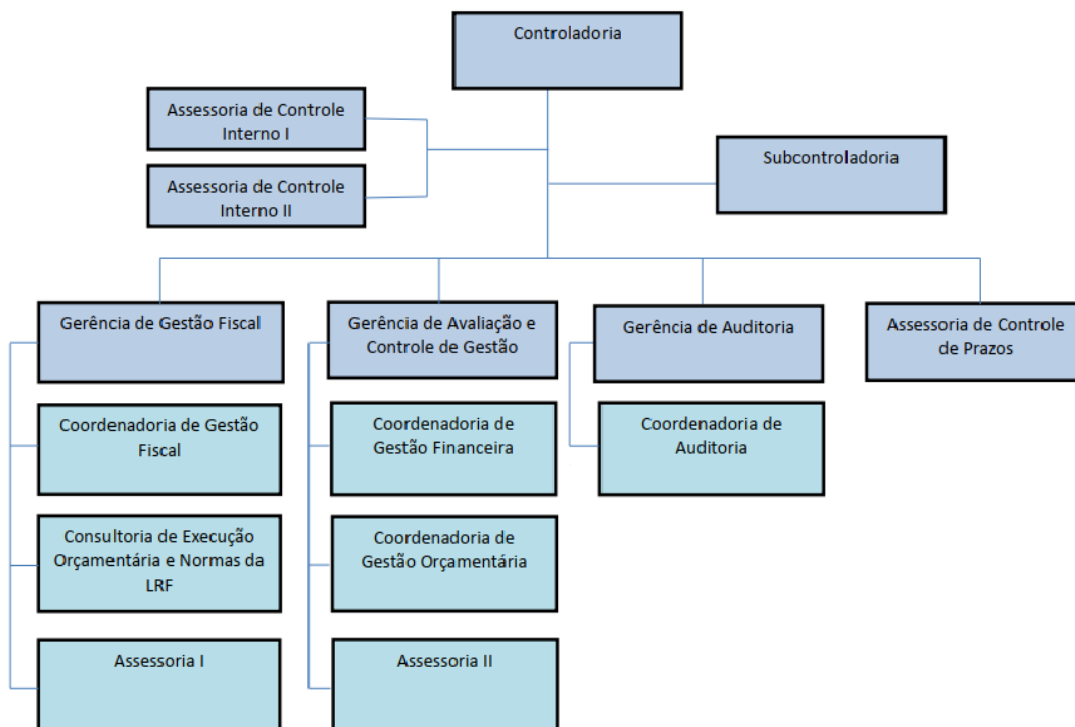 Controladoria
Assessoria de Controle
Interno I
Assessoria de Controle
Interno II
Subcontroladoria
Gerência de Gestão Fiscal
Gerência de Avaliação e
Controle de Gestão
Gerência de Auditoria
Assessoria de Controle
de Prazos
Coordenadoria de Gestão
Fiscal
Coordenadoria de
Gestão Financeira
Coordenadoria de
Auditoria
Consultoria de Execução
Orçamentária e Normas da
LRF
Coordenadoria de
Gestão Orçamentária
Assessoria I
Assessoria II